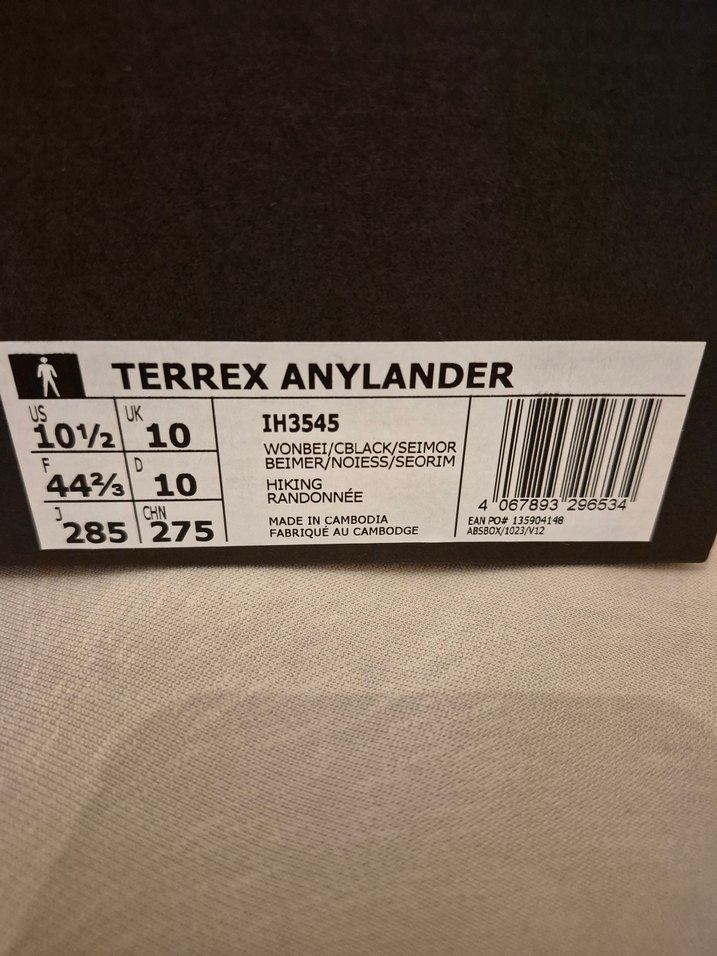 TERREX ANYLANDER
US 10½ UK 10
F 44⅔ D 10
J 285 CHN 275
IH3545
WONBEI/CBLACK/SEIMOR
BEIMER/NOIESS/SEORIM
HIKING
RANDONNÉE
MADE IN CAMBODIA
FABRIQUÉ AU CAMBODGE
4 067893 296534
EAN PO# 135904148
ABSBOX/1023/V12